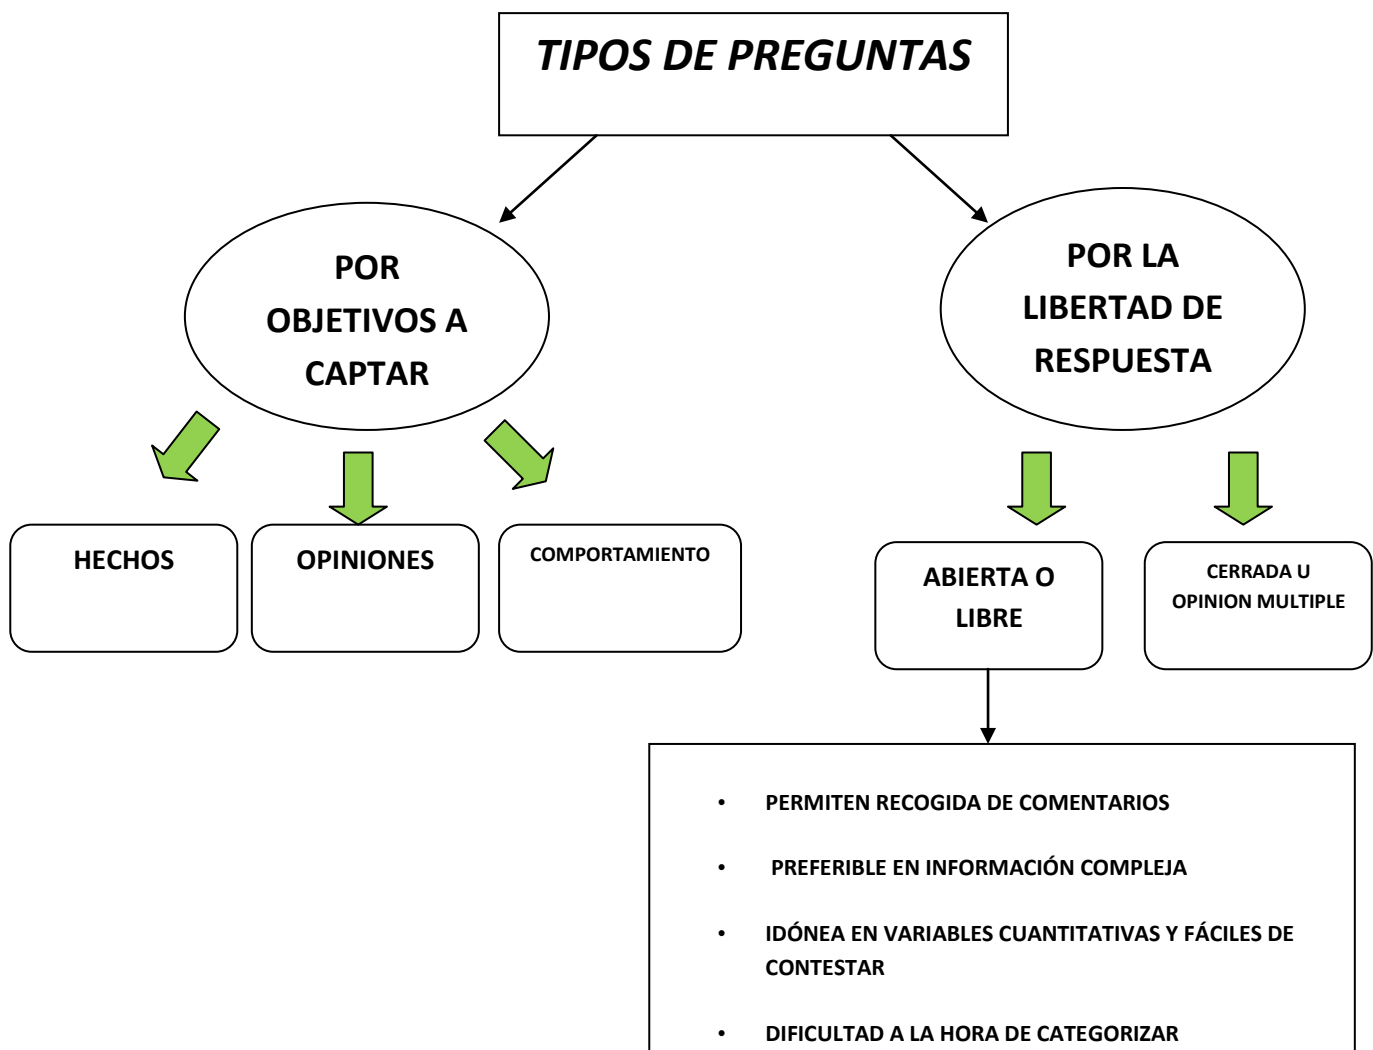 TIPOS DE PREGUNTAS
POR
OBJETIVOS A
CAPTAR
POR LA
LIBERTAD DE
RESPUESTA
HECHOS
OPINIONES
COMPORTAMIENTO
ABIERTA O
LIBRE
CERRADA U
OPINION MULTIPLE
• PERMITEN RECOGIDA DE COMENTARIOS
• PREFERIBLE EN INFORMACIÓN COMPLEJA
• IDÓNEA EN VARIABLES CUANTITATIVAS Y FÁCILES DE
CONTESTAR
• DIFICULTAD A LA HORA DE CATEGORIZAR